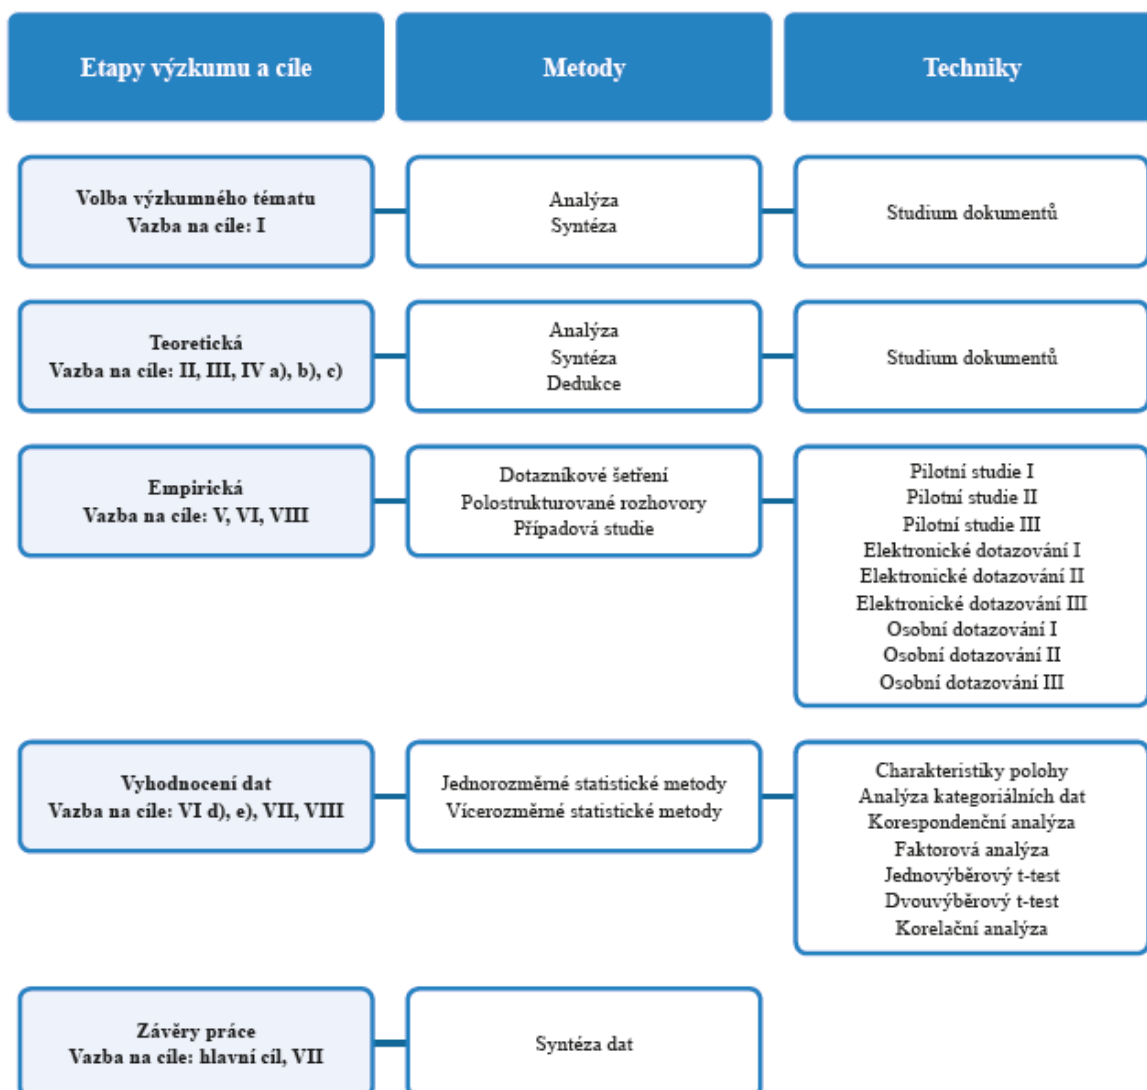 Etapy výzkumu a cíle
Metody
Techniky
Volba výzkumného tématu
Vazba na cíle: I
Analýza
Syntéza
Studium dokumentů
Teoretická
Vazba na cíle: II, III, IV a), b), c)
Analýza
Syntéza
Dedukce
Studium dokumentů
Empirická
Vazba na cíle: V, VI, VIII
Dotazníkové šetření
Polostrukturované rozhovory
Případová studie
Pilotní studie I
Pilotní studie II
Pilotní studie III
Elektronické dotazování I
Elektronické dotazování II
Elektronické dotazování III
Osobní dotazování I
Osobní dotazování II
Osobní dotazování III
Vyhodnocení dat
Vazba na cíle: VI d), e), VII, VIII
Jednorozměrné statistické metody
Vícerozměrné statistické metody
Charakteristiky polohy
Analýza kategoriálních dat
Korespondenční analýza
Faktorová analýza
Jednovýběrový t-test
Dvouvýběrový t-test
Korelační analýza
Závěry práce
Vazba na cíle: hlavní cíl, VII
Syntéza dat